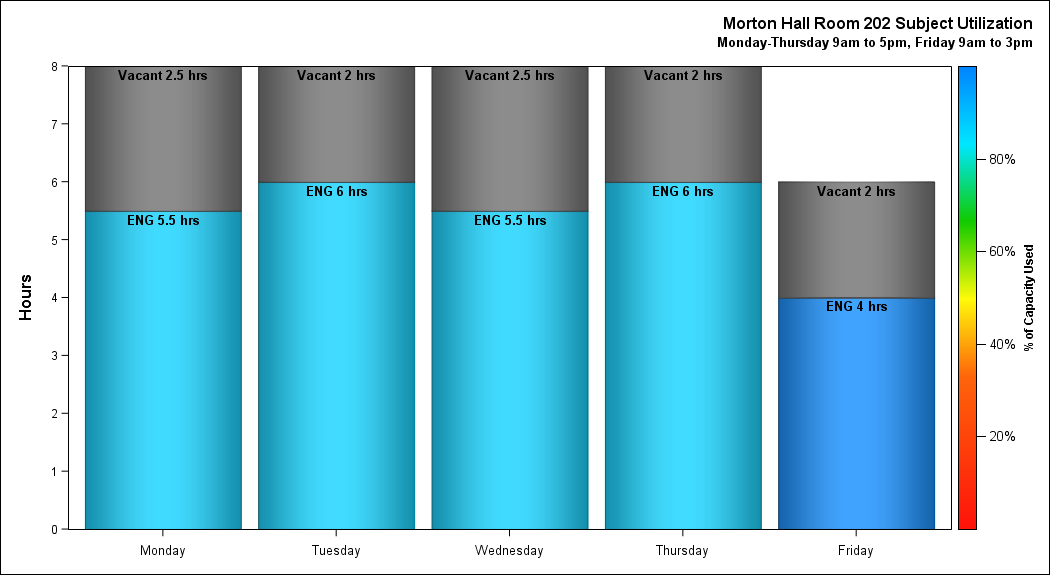 Morton Hall Room 202 Subject Utilization
Monday-Thursday 9am to 5pm, Friday 9am to 3pm
8
7
6
5
4
3
2
1
0
Hours
Vacant 2.5 hrs
Vacant 2 hrs
Vacant 2.5 hrs
Vacant 2 hrs
Vacant 2 hrs
ENG 5.5 hrs
ENG 6 hrs
ENG 5.5 hrs
ENG 6 hrs
ENG 4 hrs
Monday
Tuesday
Wednesday
Thursday
Friday
80%
60%
40%
20%
% of Capacity Used